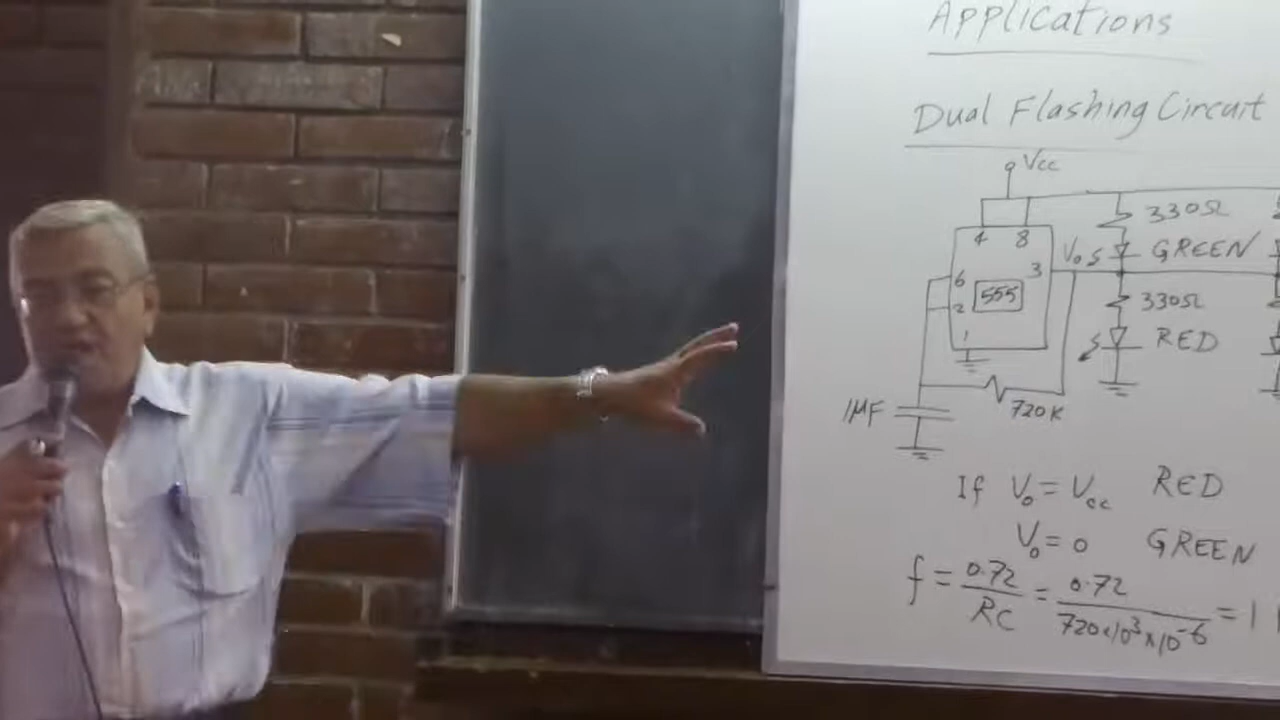 Applications
Dual Flashing Circuit
Vcc
330Ω
4 8
GREEN
Vo
3
6
555
2
330Ω
1
RED
720K
1μF
If Vo = Vcc RED
Vo = 0 GREEN
f = 0.72 / RC = 0.72 / 720×10³×10⁻⁶ = 1